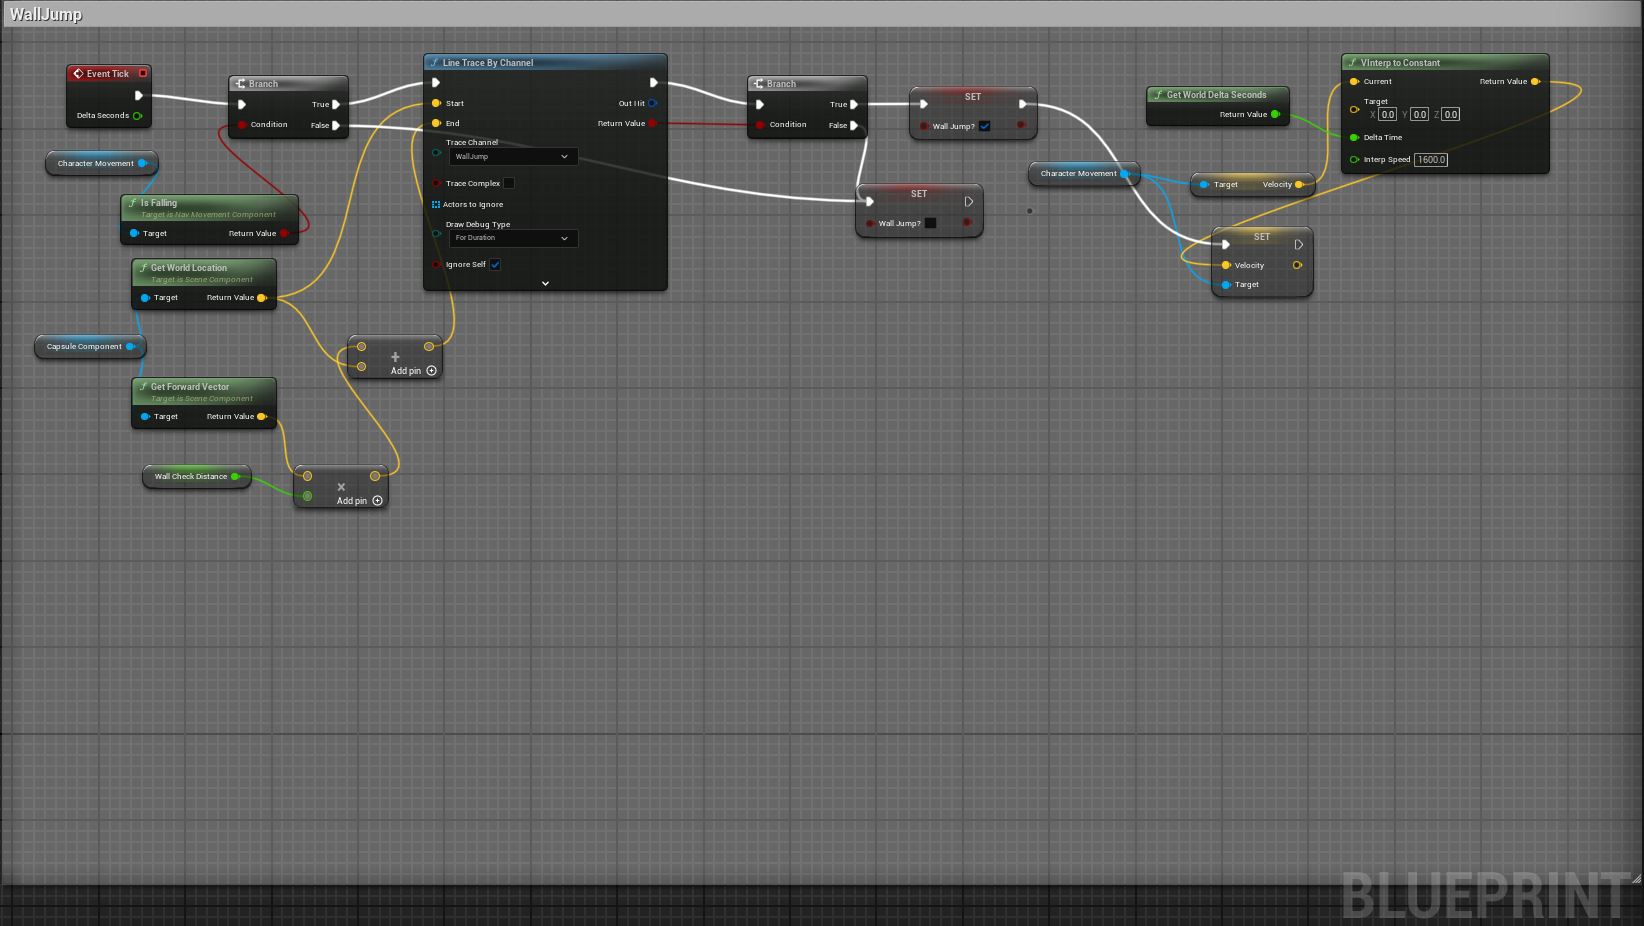 WallJump
Event Tick
Delta Seconds
Branch
True
Condition
False
Character Movement
Is Falling
Target is Nav Movement Component
Target
Return Value
Get World Location
Target is Scene Component
Target
Return Value
Capsule Component
Get Forward Vector
Target is Scene Component
Target
Return Value
Wall Check Distance
×
Add pin
+
Add pin
Line Trace By Channel
Start
Out Hit
End
Return Value
Trace Channel
WallJump
Trace Complex
Actors to Ignore
Draw Debug Type
For Duration
Ignore Self
Branch
True
Condition
False
SET
Wall Jump?
SET
Wall Jump?
Character Movement
Get World Delta Seconds
Return Value
Target
Velocity
SET
Velocity
Target
VInterp to Constant
Current
Return Value
Target
X 0.0 Y 0.0 Z 0.0
Delta Time
Interp Speed 1600.0
BLUEPRINT